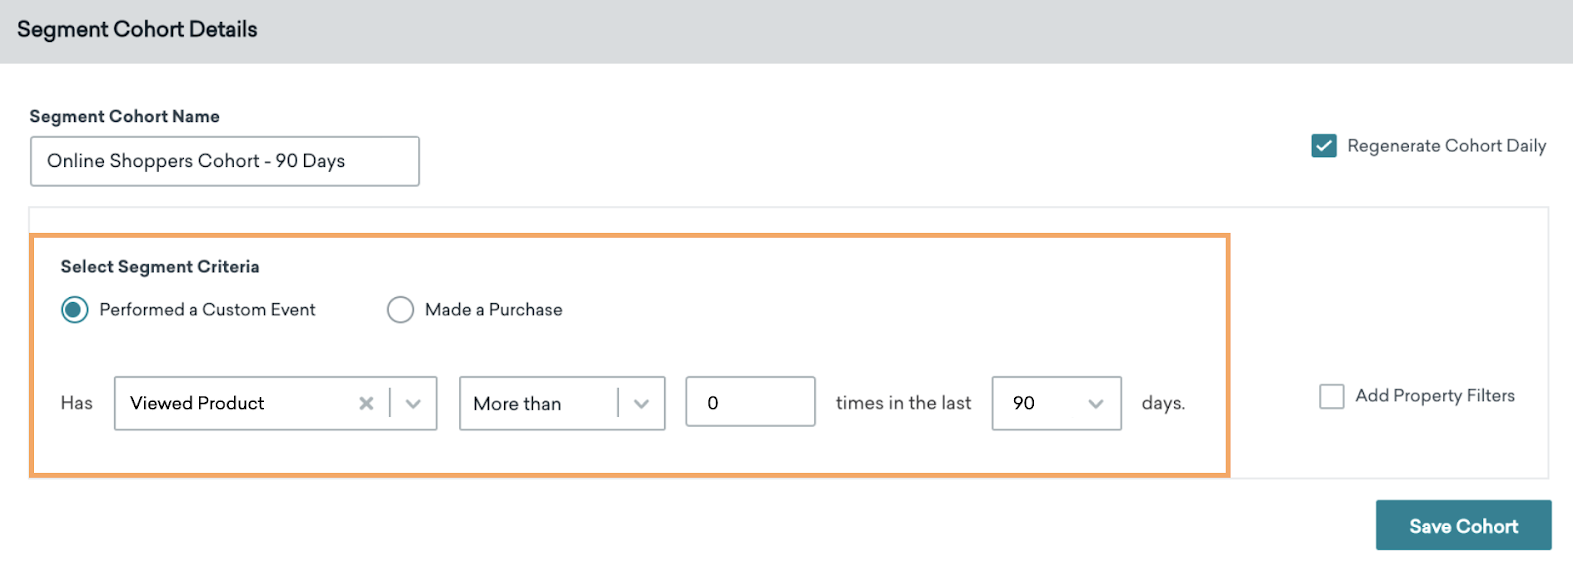 Segment Cohort Details
Segment Cohort Name
Online Shoppers Cohort - 90 Days
Regenerate Cohort Daily
Select Segment Criteria
Performed a Custom Event Made a Purchase
Has Viewed Product More than 0 times in the last 90 days.
Add Property Filters
Save Cohort